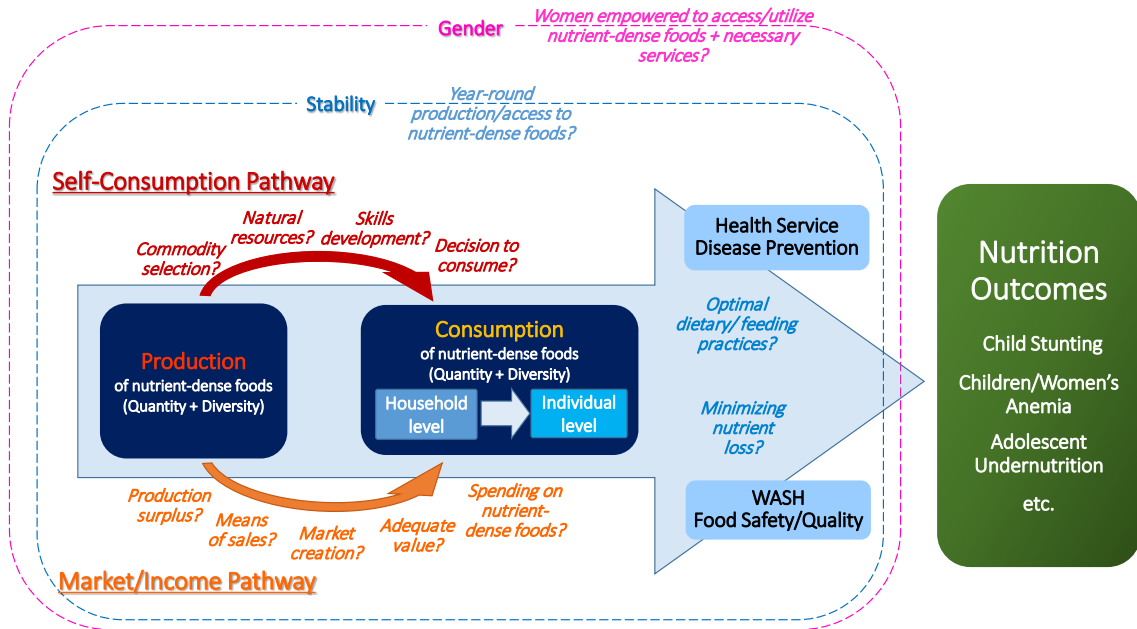 Gender
Women empowered to access/utilize
nutrient-dense foods + necessary
services?
Stability
Year-round
production/access to
nutrient-dense foods?
Self-Consumption Pathway
Commodity
selection?
Natural
resources?
Skills
development?
Decision to
consume?
Production
of nutrient-dense foods
(Quantity + Diversity)
Consumption
of nutrient-dense foods
(Quantity + Diversity)
Household
level
Individual
level
Production
surplus?
Means
of sales?
Market
creation?
Adequate
value?
Spending on
nutrient-
dense foods?
Market/Income Pathway
Health Service
Disease Prevention
Optimal
dietary/ feeding
practices?
Minimizing
nutrient
loss?
WASH
Food Safety/Quality
Nutrition
Outcomes
Child Stunting
Children/Women's
Anemia
Adolescent
Undernutrition
etc.